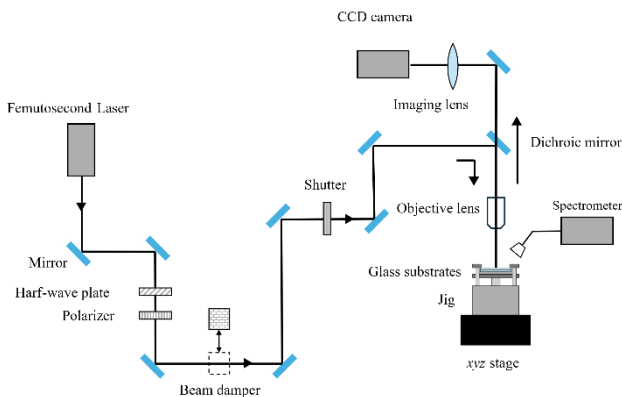 CCD camera
Femutosecond Laser
Imaging lens
Dichroic mirror
Shutter
Objective lens
Spectrometer
Mirror
Glass substrates
Harf-wave plate
Jig
Polarizer
xyz stage
Beam damper